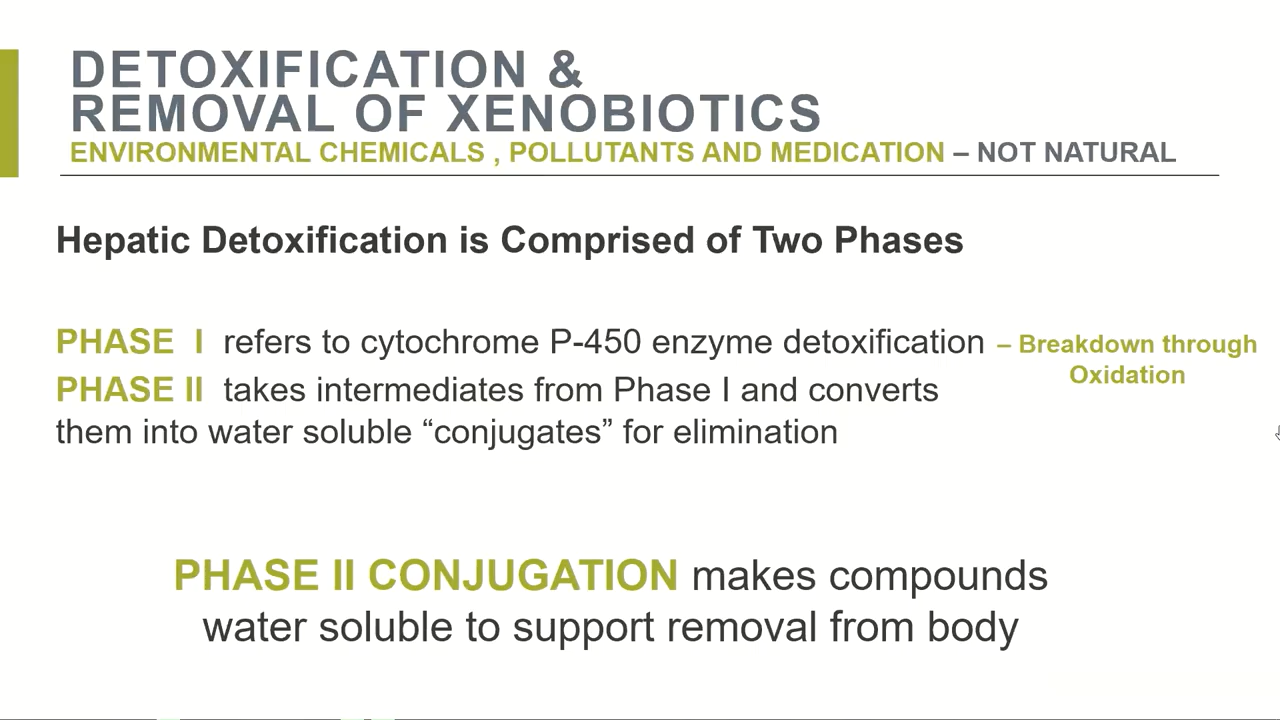 DETOXIFICATION &
REMOVAL OF XENOBIOTICS
ENVIRONMENTAL CHEMICALS , POLLUTANTS AND MEDICATION – NOT NATURAL
Hepatic Detoxification is Comprised of Two Phases
PHASE I refers to cytochrome P-450 enzyme detoxification – Breakdown through
Oxidation
PHASE II takes intermediates from Phase I and converts
them into water soluble “conjugates” for elimination
PHASE II CONJUGATION makes compounds
water soluble to support removal from body